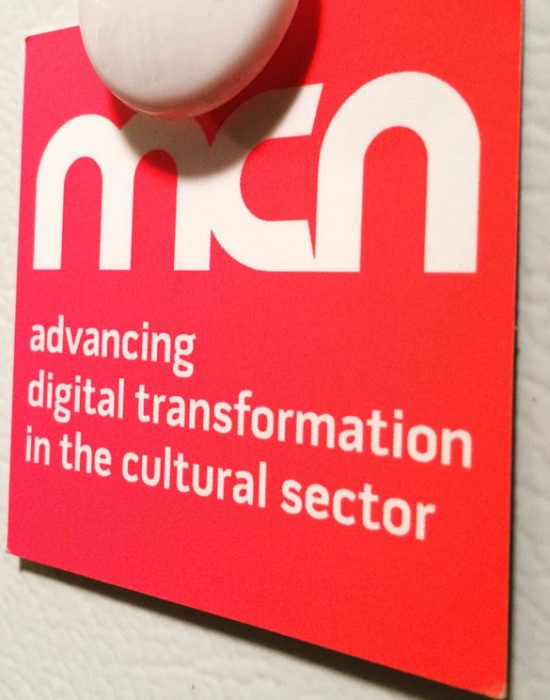 mcn
advancing
digital transformation
in the cultural sector